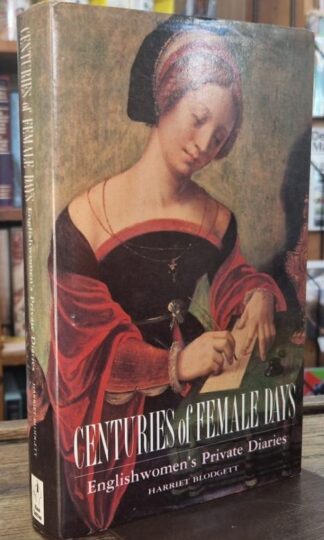 CENTURIES of FEMALE DAYS
Englishwomen's Private Diaries
HARRIET BLODGETT
CENTURIES of FEMALE DAYS
Englishwomen's Private Diaries
HARRIET BLODGETT